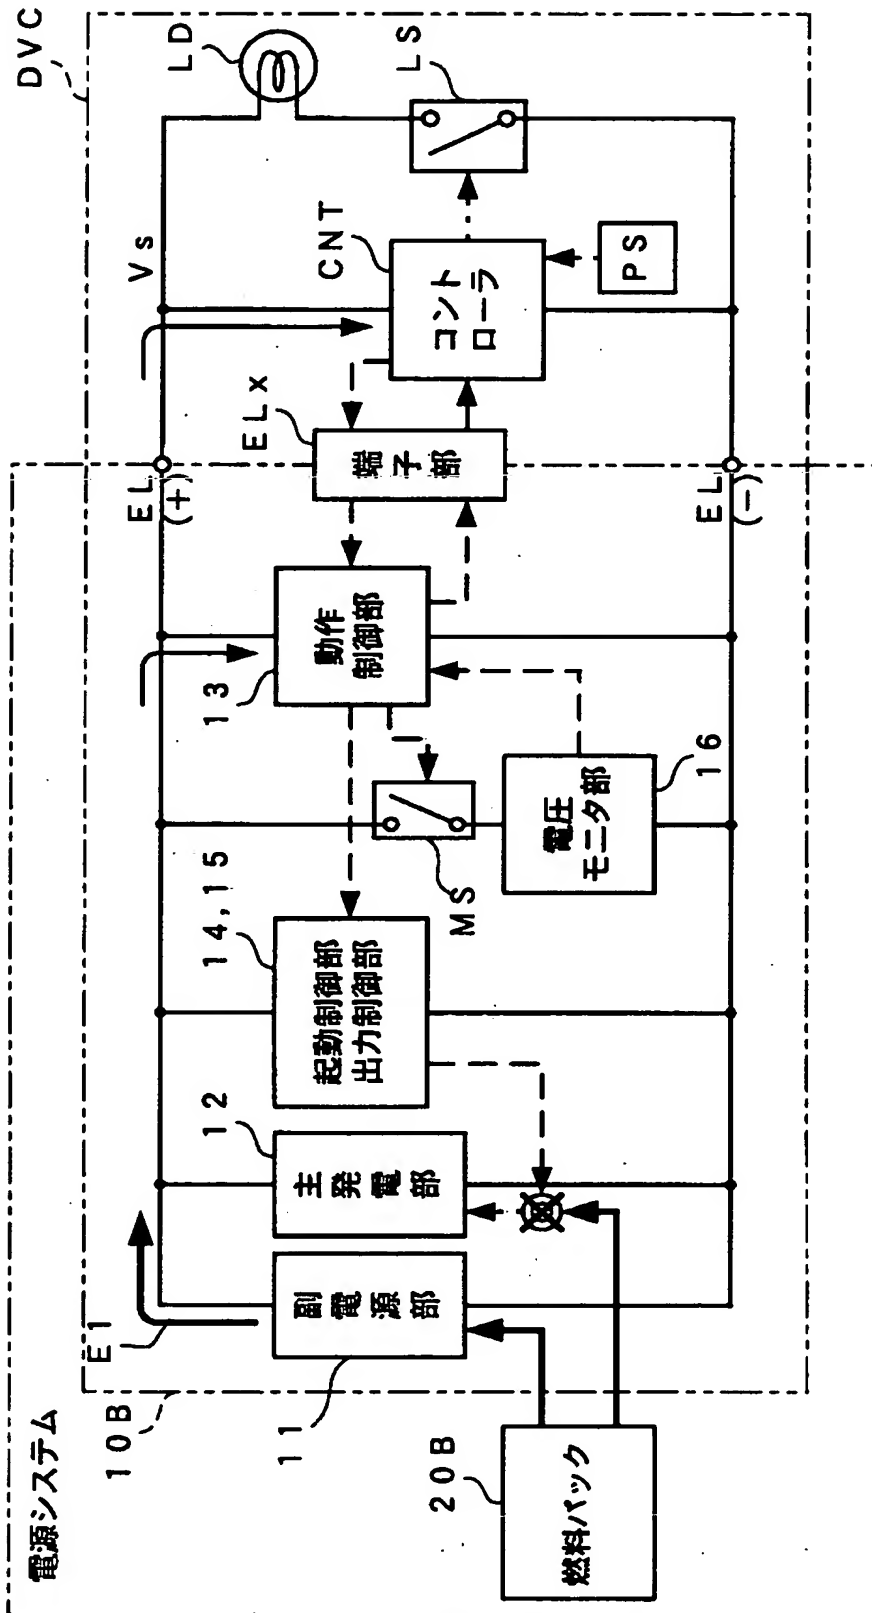 電源システム
DVC
10B
E1
EL
(+)
Vs
LD
LS
11
副電源部
12
主発電部
14,15
起動制御部
出力制御部
13
動作
制御部
ELx
端子部
CNT
コント
ローラ
PS
MS
電圧
モニタ部
16
EL
(-)
20B
燃料パック